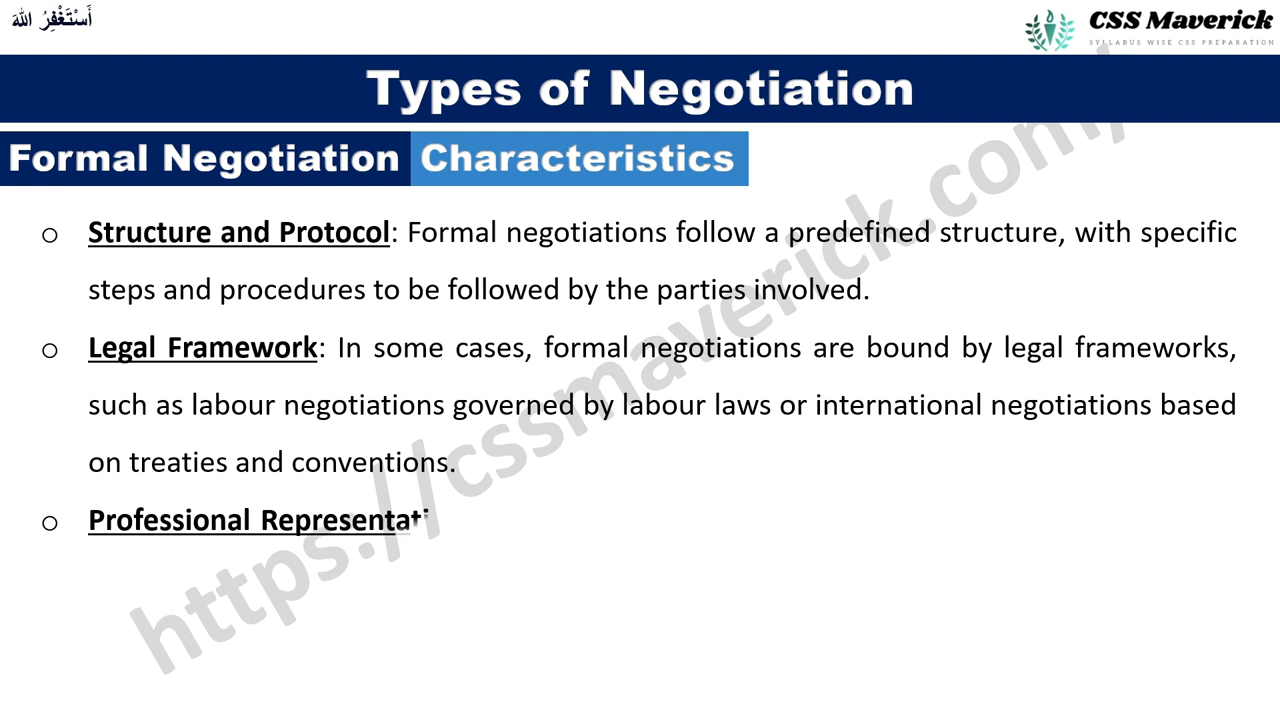 أَسْتَغْفِرُ اللهَ
CSS Maverick
SYLLABUS WISE CSS PREPARATION
Types of Negotiation
Formal Negotiation Characteristics
o Structure and Protocol: Formal negotiations follow a predefined structure, with specific
steps and procedures to be followed by the parties involved.
o Legal Framework: In some cases, formal negotiations are bound by legal frameworks,
such as labour negotiations governed by labour laws or international negotiations based
on treaties and conventions.
o Professional Representati
https://cssmaverick.com/